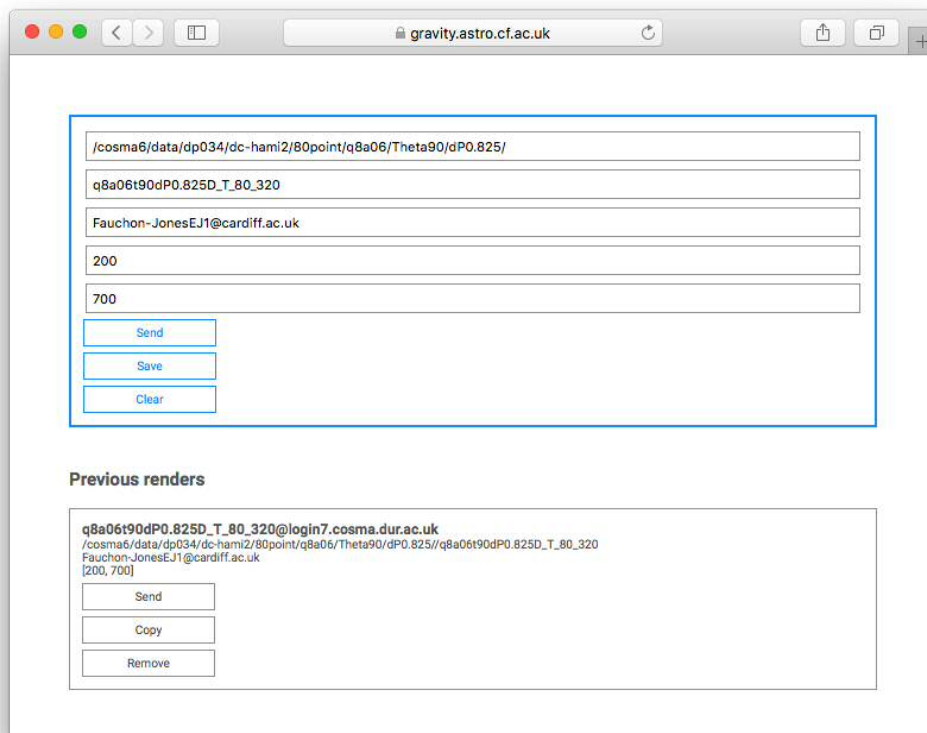 gravity.astro.cf.ac.uk
/cosma6/data/dp034/dc-hami2/80point/q8a06/Theta90/dP0.825/
q8a06t90dP0.825D_T_80_320
Fauchon-JonesEJ1@cardiff.ac.uk
200
700
Send
Save
Clear
Previous renders
q8a06t90dP0.825D_T_80_320@login7.cosma.dur.ac.uk
/cosma6/data/dp034/dc-hami2/80point/q8a06/Theta90/dP0.825//q8a06t90dP0.825D_T_80_320
Fauchon-JonesEJ1@cardiff.ac.uk
[200, 700]
Send
Copy
Remove